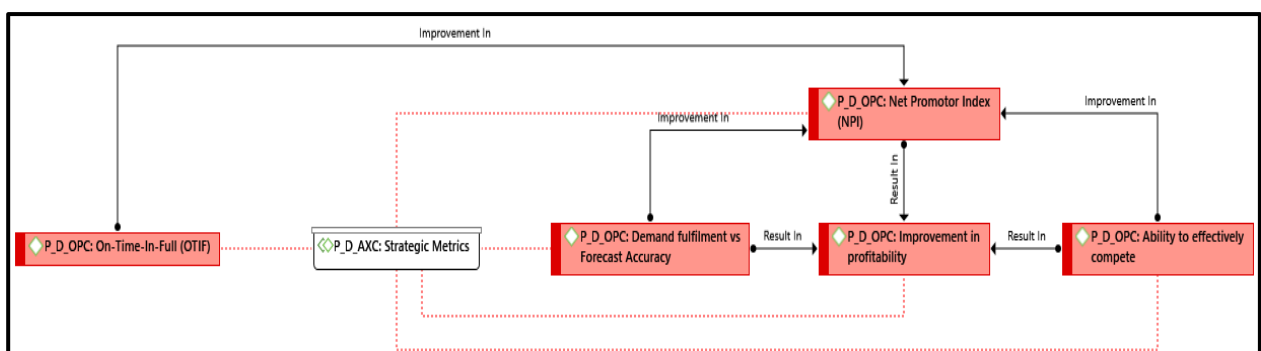 Improvement In
P_D_OPC: Net Promotor Index
(NPI)
Improvement In
Improvement In
Result In
P_D_OPC: On-Time-In-Full (OTIF)
P_D_AXC: Strategic Metrics
P_D_OPC: Demand fulfilment vs
Forecast Accuracy
Result In
P_D_OPC: Improvement in
profitability
Result In
P_D_OPC: Ability to effectively
compete